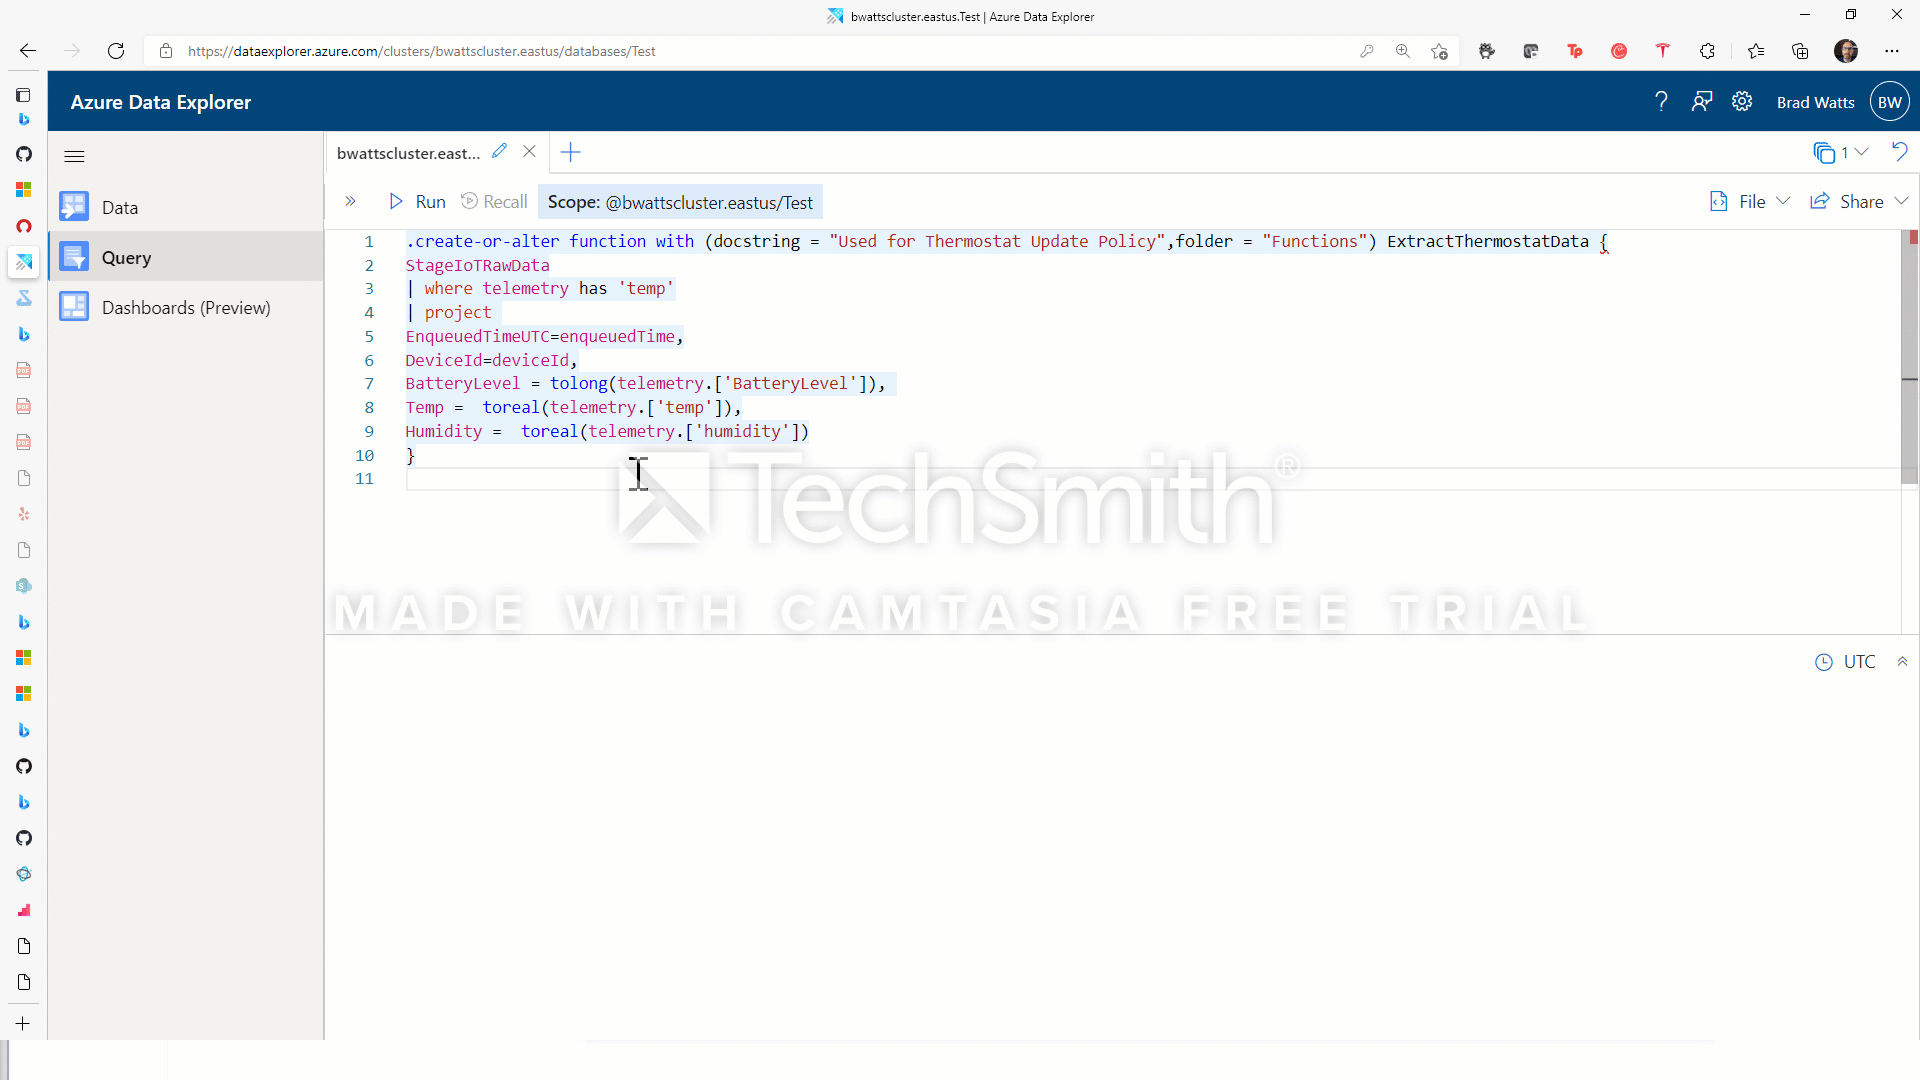 bwattscluster.eastus.Test | Azure Data Explorer
https://dataexplorer.azure.com/clusters/bwattscluster.eastus/databases/Test
Azure Data Explorer
Brad Watts
BW
bwattscluster.east...
1
Data
Query
Dashboards (Preview)
Run
Recall
Scope: @bwattscluster.eastus/Test
File
Share
1 .create-or-alter function with (docstring = "Used for Thermostat Update Policy",folder = "Functions") ExtractThermostatData {
2 StageIoTRawData
3 | where telemetry has 'temp'
4 | project
5 EnqueuedTimeUTC=enqueuedTime,
6 DeviceId=deviceId,
7 BatteryLevel = tolong(telemetry.['BatteryLevel']),
8 Temp =  toreal(telemetry.['temp']),
9 Humidity =  toreal(telemetry.['humidity'])
10 }
11
TechSmith®
MADE WITH CAMTASIA FREE TRIAL
UTC